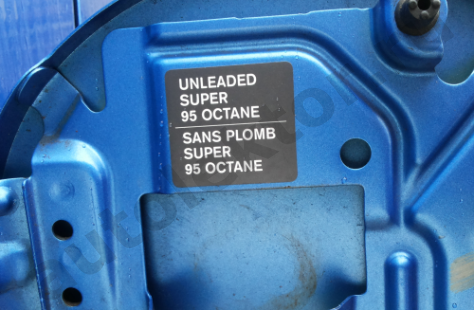 UNLEADED
SUPER
95 OCTANE
SANS PLOMB
SUPER
95 OCTANE